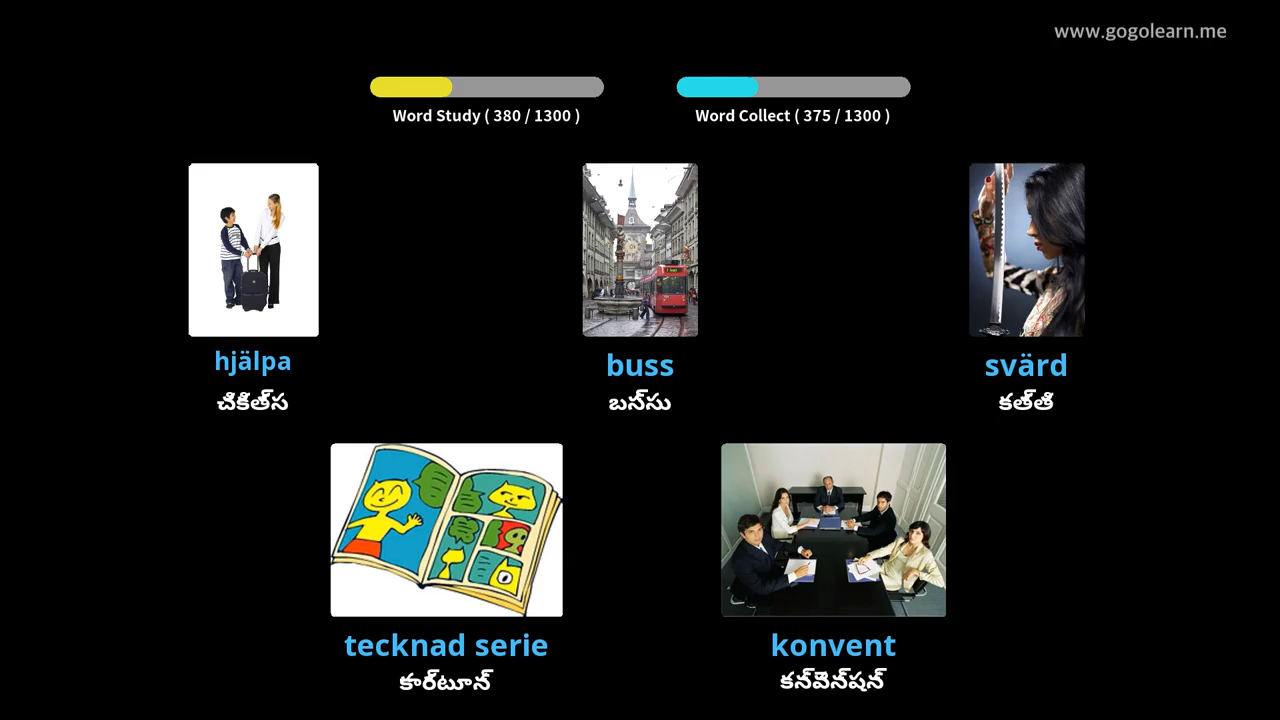 www.gogolearn.me
Word Study ( 380 / 1300 )
Word Collect ( 375 / 1300 )
hjälpa
చికిత్‌స
buss
బస్‌సు
svärd
కత్‌తి
tecknad serie
కార్‌టూన్
konvent
కన్‌వెన్‌షన్